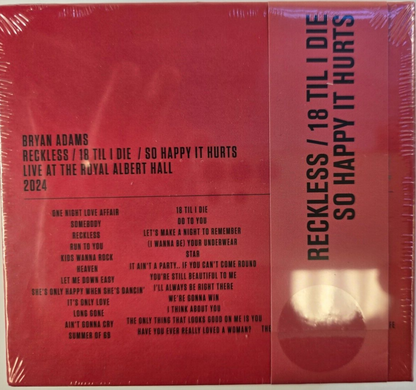 BRYAN ADAMS
RECKLESS / 18 TIL I DIE / SO HAPPY IT HURTS
LIVE AT THE ROYAL ALBERT HALL
2024
ONE NIGHT LOVE AFFAIR
SOMEBODY
RECKLESS
RUN TO YOU
KIDS WANNA ROCK
HEAVEN
LET ME DOWN EASY
SHE'S ONLY HAPPY WHEN SHE'S DANCIN'
IT'S ONLY LOVE
LONG GONE
AIN'T GONNA CRY
SUMMER OF 69
18 TIL I DIE
DO TO YOU
LET'S MAKE A NIGHT TO REMEMBER
(I WANNA BE) YOUR UNDERWEAR
STAR
IT AIN'T A PARTY.. IF YOU CAN'T COME ROUND
YOU'RE STILL BEAUTIFUL TO ME
I'LL ALWAYS BE RIGHT THERE
WE'RE GONNA WIN
I THINK ABOUT YOU
THE ONLY THING THAT LOOKS GOOD ON ME IS YOU
HAVE YOU EVER REALLY LOVED A WOMAN?
RECKLESS / 18 TIL I DIE
SO HAPPY IT HURTS